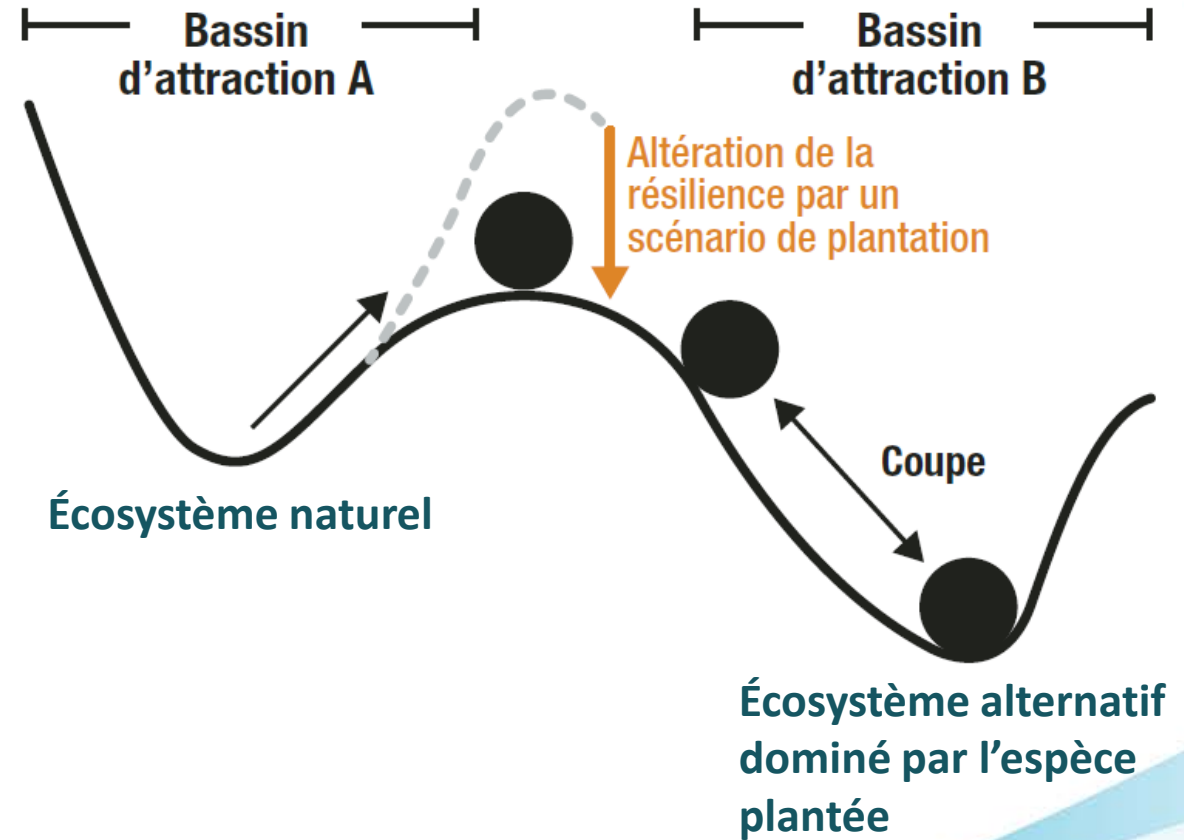 Bassin
d'attraction A
Bassin
d'attraction B
Altération de la
résilience par un
scénario de plantation
Coupe
Écosystème naturel
Écosystème alternatif
dominé par l'espèce
plantée